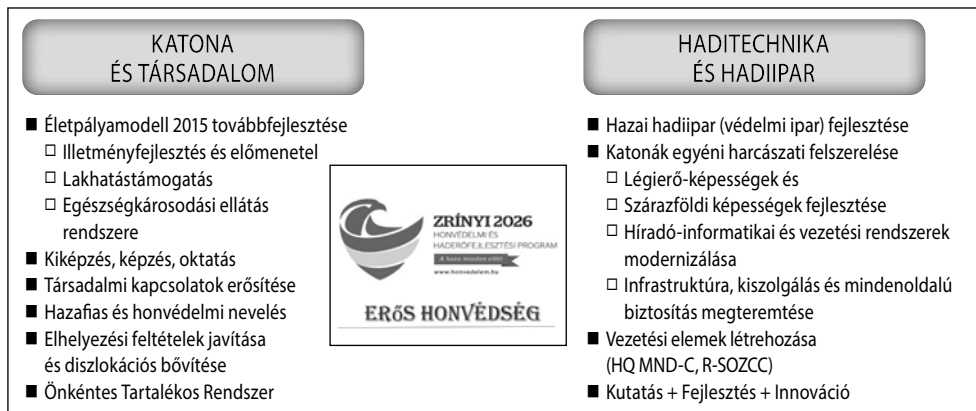 KATONA
ÉS TÁRSADALOM
■ Életpályamodell 2015 továbbfejlesztése
□ Illetményfejlesztés és előmenetel
□ Lakhatástámogatás
□ Egészségkárosodási ellátás
rendszere
■ Kiképzés, képzés, oktatás
■ Társadalmi kapcsolatok erősítése
■ Hazafias és honvédelmi nevelés
■ Elhelyezési feltételek javítása
és diszlokációs bővítése
■ Önkéntes Tartalékos Rendszer
ZRÍNYI 2026
HONVÉDELMI ÉS
HADERŐFEJLESZTÉSI PROGRAM
A haza minden előtt
www.honvedelem.hu
ERŐS HONVÉDSÉG
HADITECHNIKA
ÉS HADIIPAR
■ Hazai hadiipar (védelmi ipar) fejlesztése
■ Katonák egyéni harcászati felszerelése
□ Légierő-képességek és
□ Szárazföldi képességek fejlesztése
□ Híradó-informatikai és vezetési rendszerek
modernizálása
□ Infrastruktúra, kiszolgálás és mindenoldalú
biztosítás megteremtése
■ Vezetési elemek létrehozása
(HQ MND-C, R-SOZCC)
■ Kutatás + Fejlesztés + Innováció